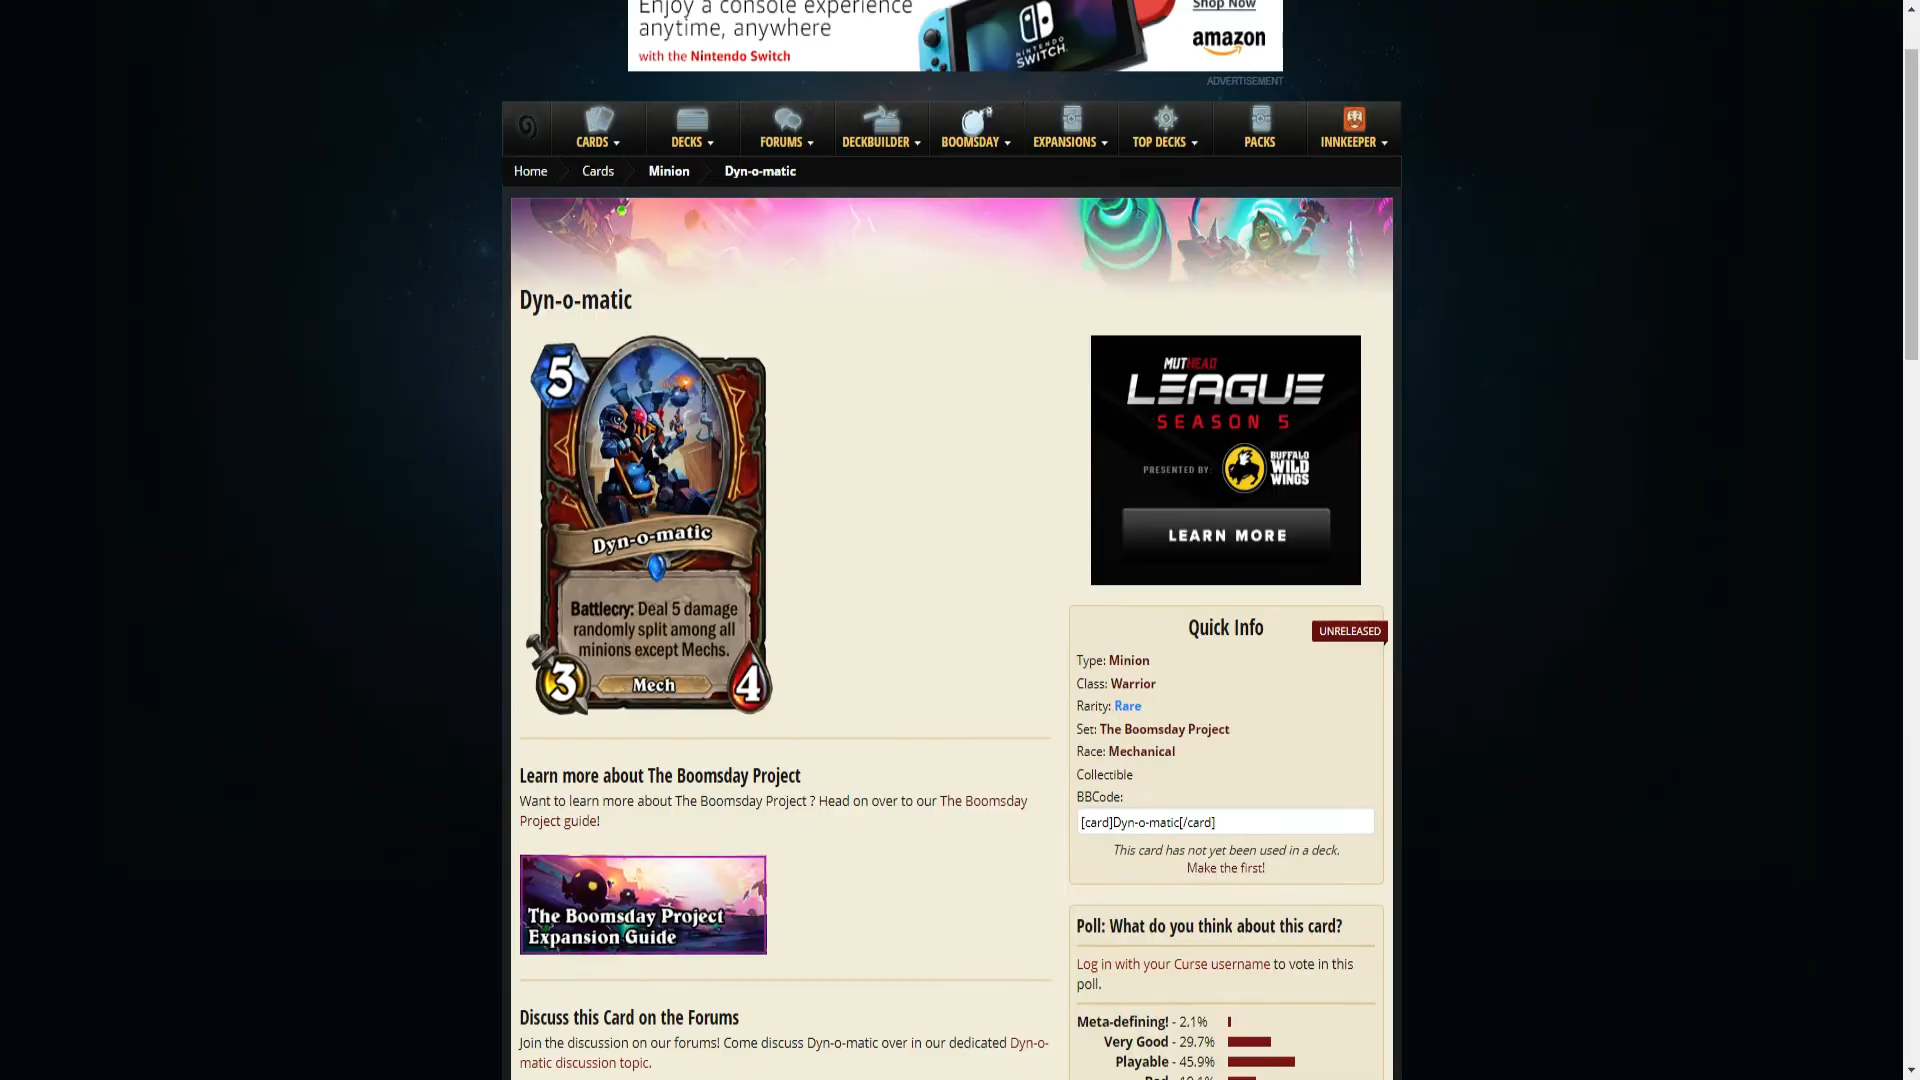 Enjoy a console experience
anytime, anywhere
with the Nintendo Switch
NINTENDO
SWITCH
Shop Now
amazon
ADVERTISEMENT
CARDS
DECKS
FORUMS
DECKBUILDER
BOOMSDAY
EXPANSIONS
TOP DECKS
PACKS
INNKEEPER
Home
Cards
Minion
Dyn-o-matic
Dyn-o-matic
5
Dyn-o-matic
Battlecry: Deal 5 damage
randomly split among all
minions except Mechs.
3
Mech
4
MUTHEAD
LEAGUE
SEASON 5
PRESENTED BY:
BUFFALO
WILD
WINGS
LEARN MORE
Quick Info
UNRELEASED
Type: Minion
Class: Warrior
Rarity: Rare
Set: The Boomsday Project
Race: Mechanical
Collectible
BBCode:
[card]Dyn-o-matic[/card]
This card has not yet been used in a deck.
Make the first!
Learn more about The Boomsday Project
Want to learn more about The Boomsday Project ? Head on over to our The Boomsday
Project guide!
The Boomsday Project
Expansion Guide
Discuss this Card on the Forums
Join the discussion on our forums! Come discuss Dyn-o-matic over in our dedicated Dyn-o-
matic discussion topic.
Poll: What do you think about this card?
Log in with your Curse username to vote in this
poll.
Meta-defining! - 2.1%
Very Good - 29.7%
Playable - 45.9%